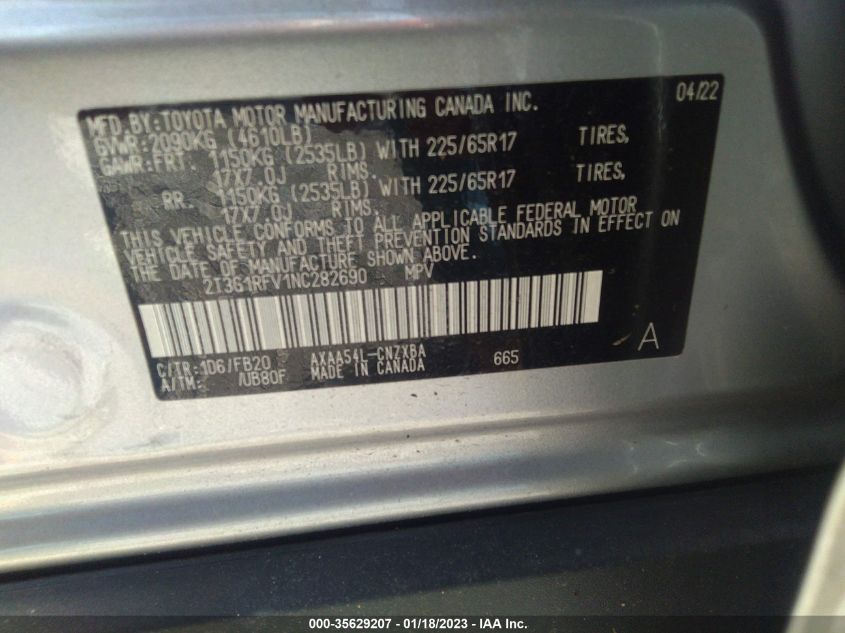 MFD. BY: TOYOTA MOTOR MANUFACTURING CANADA INC. 04/22
GVWR: 2090KG (4610LB)
GAWR: FRT. 1150KG (2535LB) WITH 225/65R17 TIRES,
17X7.0J RIMS,
RR. 1150KG (2535LB) WITH 225/65R17 TIRES,
17X7.0J RIMS.
THIS VEHICLE CONFORMS TO ALL APPLICABLE FEDERAL MOTOR
VEHICLE SAFETY AND THEFT PREVENTION STANDARDS IN EFFECT ON
THE DATE OF MANUFACTURE SHOWN ABOVE.
2T3G1RFV1NC282690 MPV
C/TR: 1D6/FB20 AXAA54L-CNZXBA 665 A
A/TM: /UB80F MADE IN CANADA
000-35629207 - 01/18/2023 - IAA Inc.